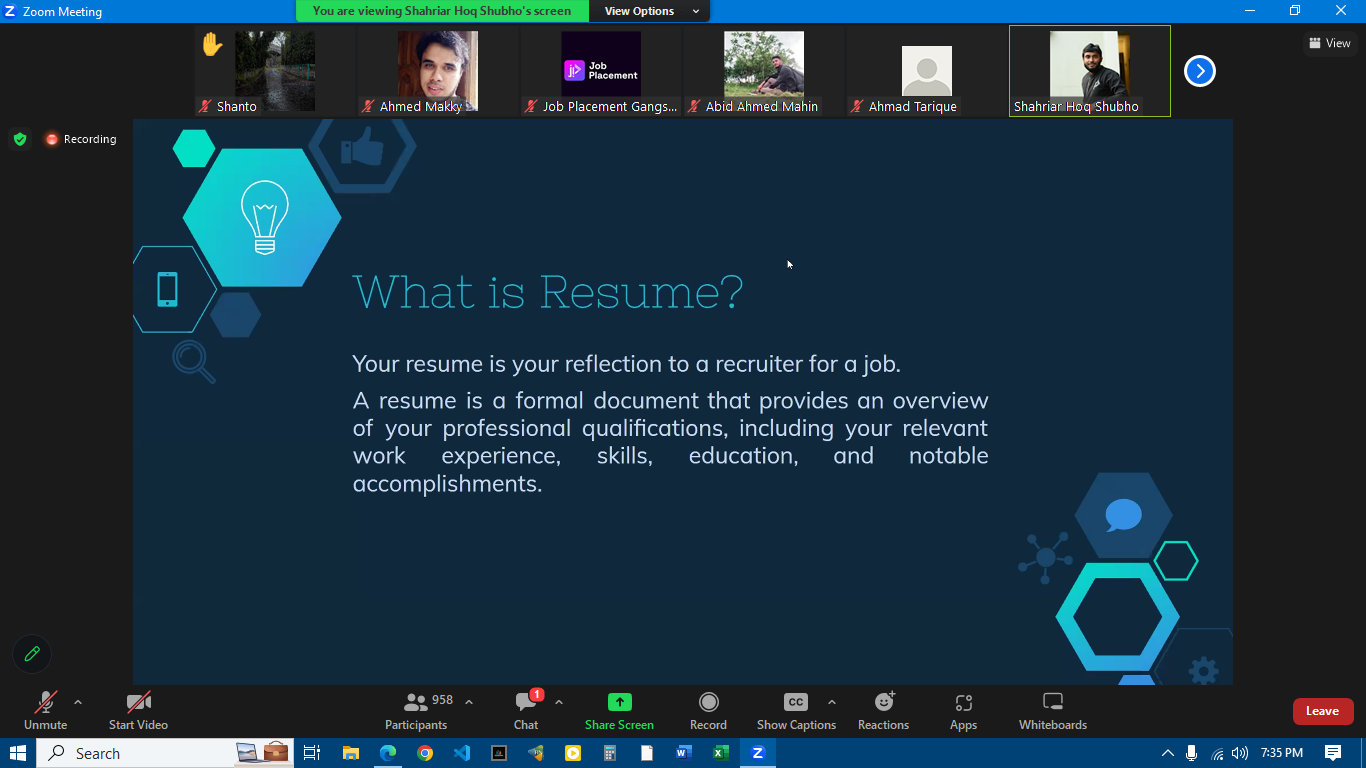 Zoom Meeting
You are viewing Shahriar Hoq Shubho's screen
View Options
View
Shanto
Ahmed Makky
Job Placement
Job Placement Gangs...
Abid Ahmed Mahin
Ahmad Tarique
Shahriar Hoq Shubho
Recording
What is Resume?
Your resume is your reflection to a recruiter for a job.
A resume is a formal document that provides an overview
of your professional qualifications, including your relevant
work experience, skills, education, and notable
accomplishments.
Unmute
Start Video
958
Participants
1
Chat
Share Screen
Record
CC
Show Captions
Reactions
Apps
Whiteboards
Leave
Search
7:35 PM